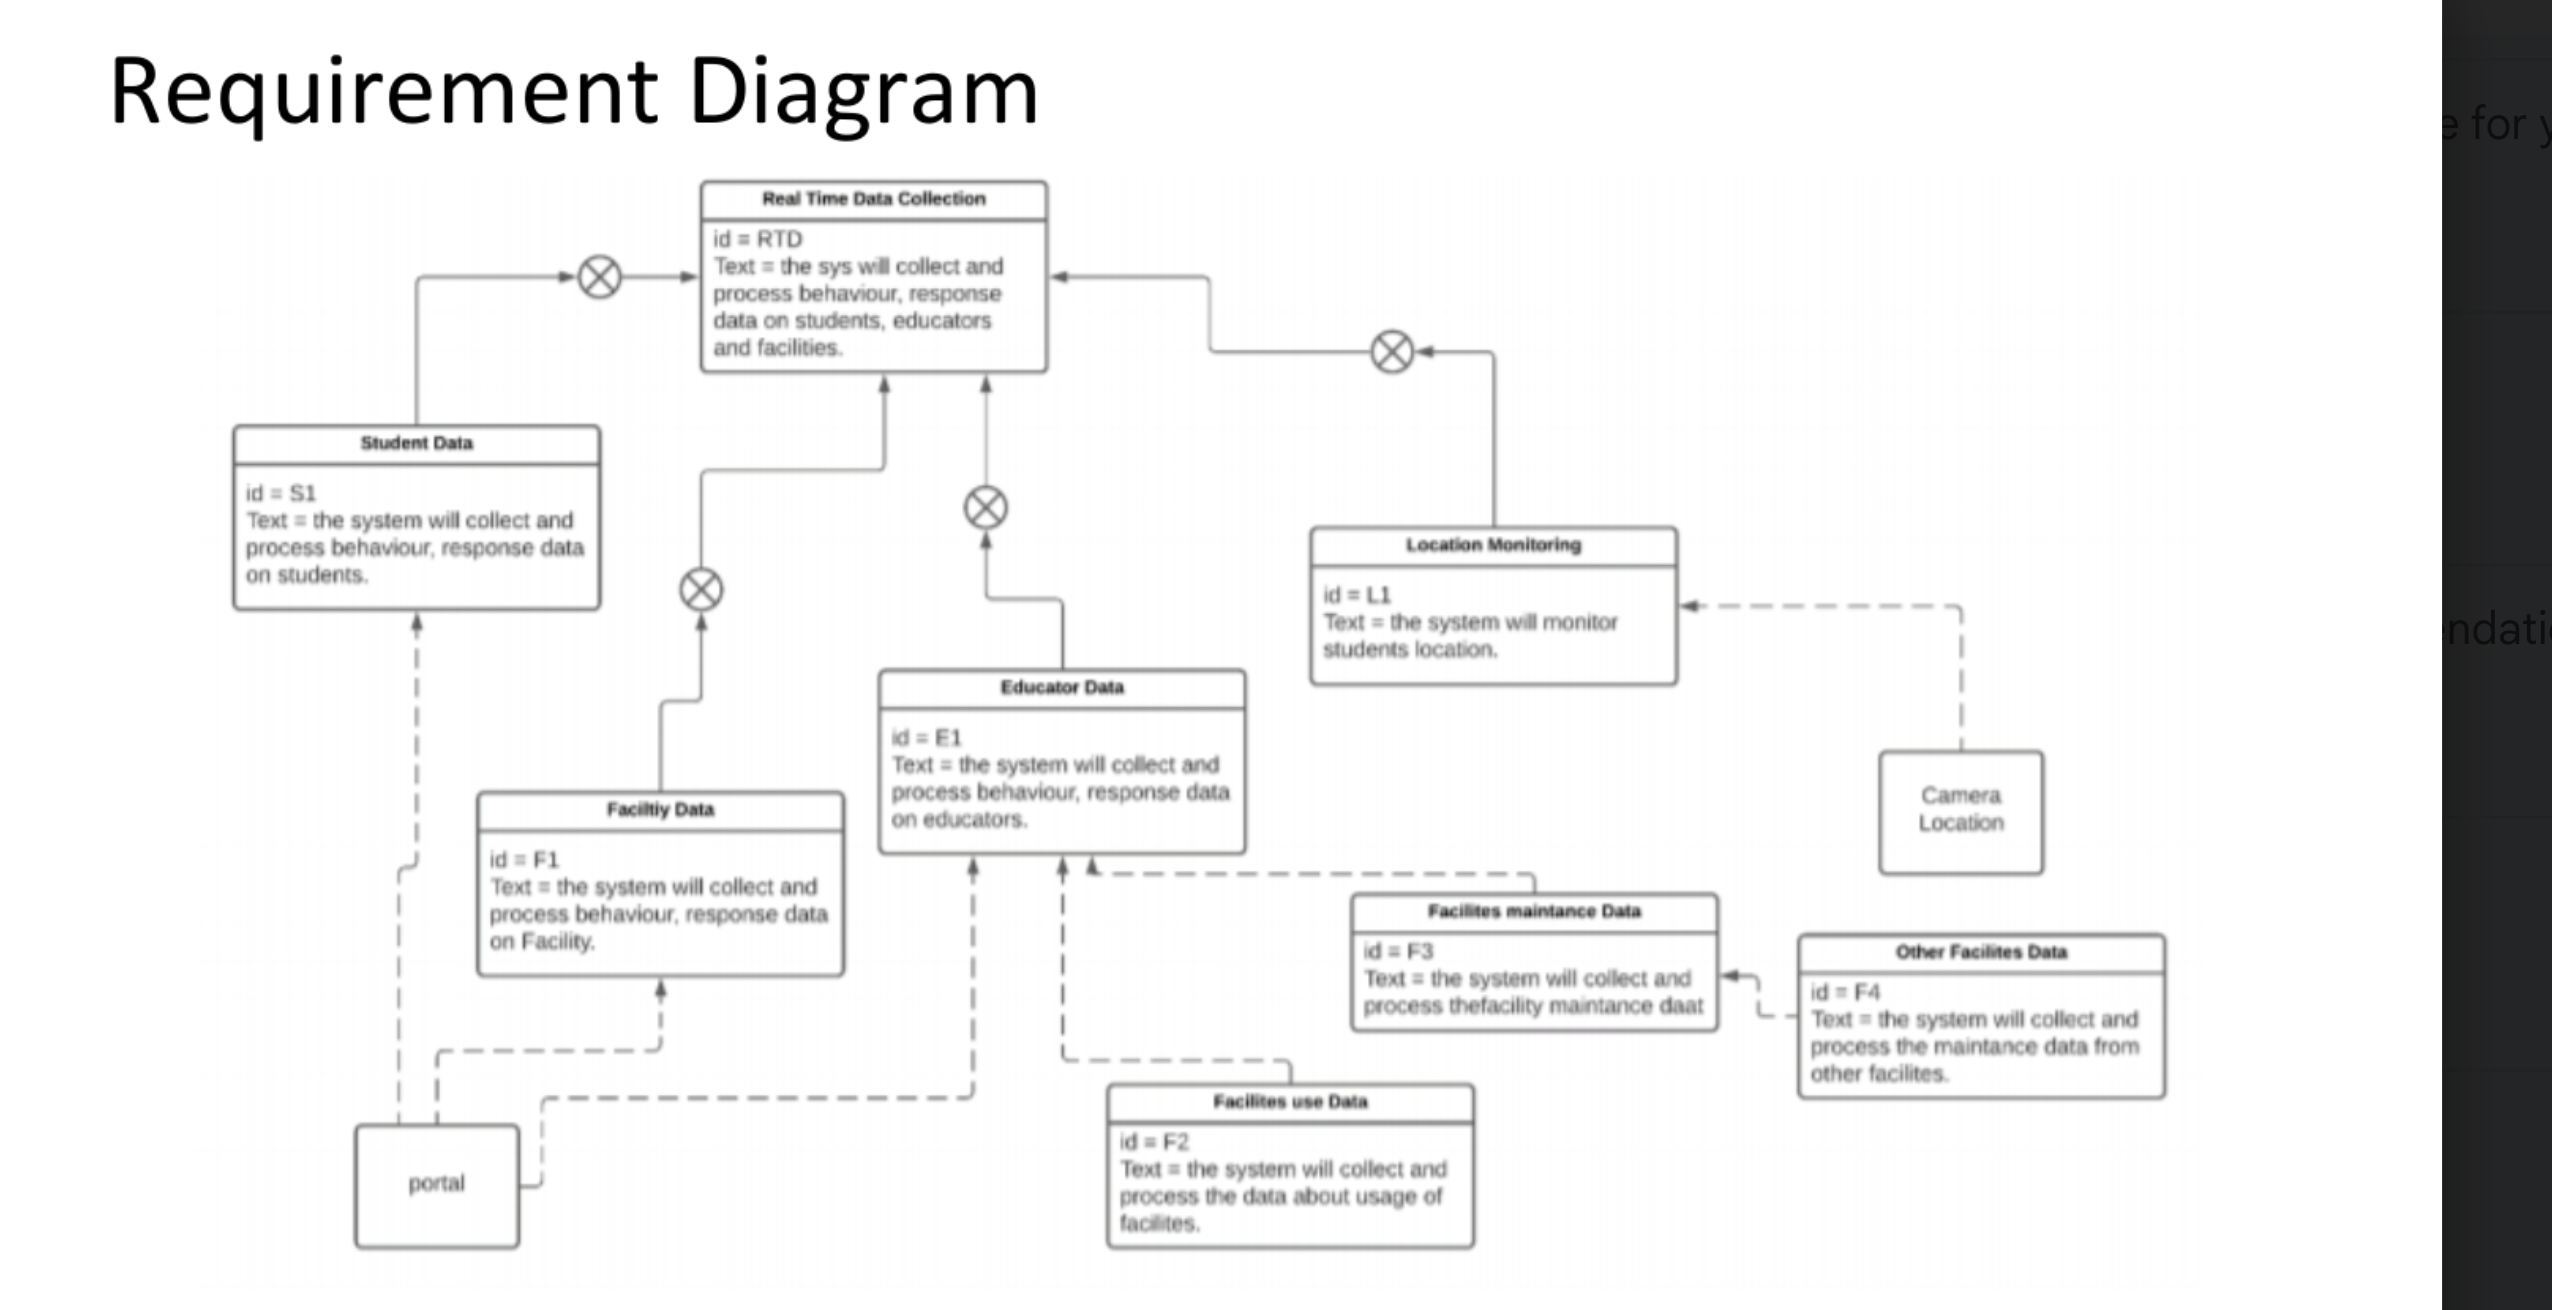 Requirement Diagram
Real Time Data Collection
id = RTD
Text = the sys will collect and
process behaviour, response
data on students, educators
and facilities.
Student Data
id = S1
Text = the system will collect and
process behaviour, response data
on students.
Location Monitoring
id = L1
Text = the system will monitor
students location.
Educator Data
id = E1
Text = the system will collect and
process behaviour, response data
on educators.
Faciltiy Data
id = F1
Text = the system will collect and
process behaviour, response data
on Facility.
Camera
Location
Facilites maintance Data
id = F3
Text = the system will collect and
process thefacility maintance daat
Other Facilites Data
id = F4
Text = the system will collect and
process the maintance data from
other facilites.
Facilites use Data
id = F2
Text = the system will collect and
process the data about usage of
facilites.
portal
for